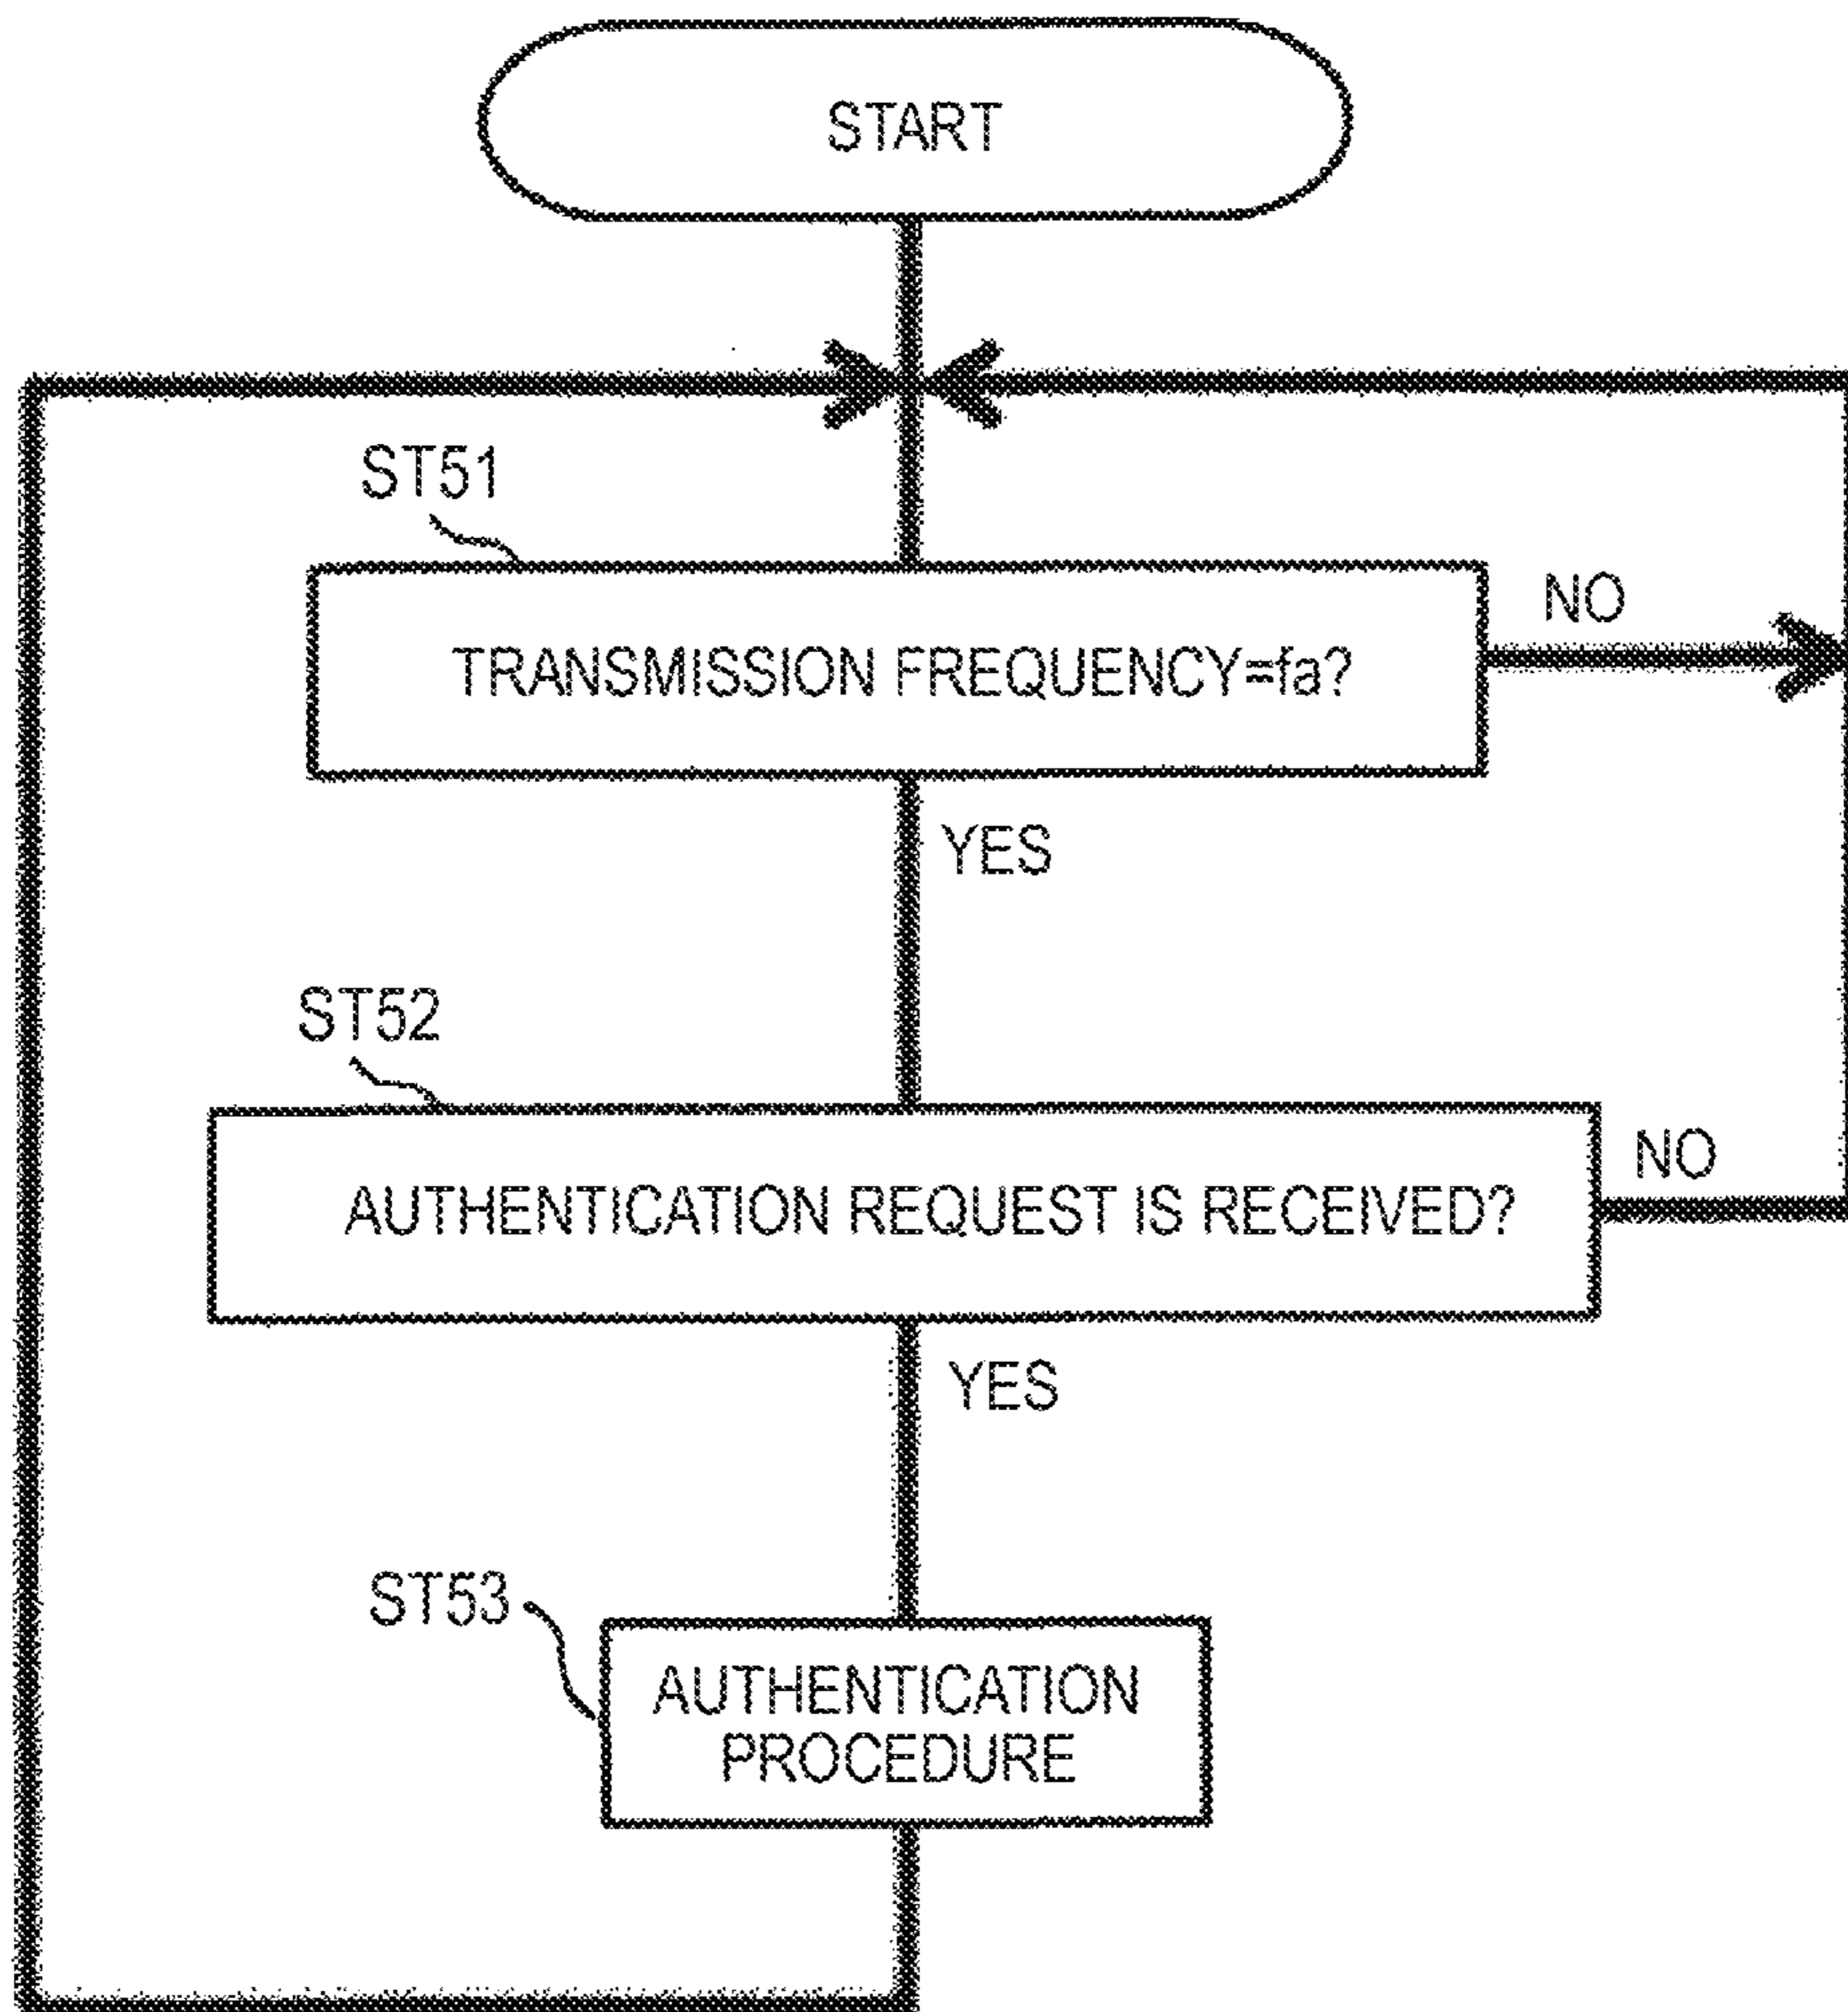 START
ST51
NO
TRANSMISSION FREQUENCY=fa?
YES
ST52
NO
AUTHENTICATION REQUEST IS RECEIVED?
YES
ST53
AUTHENTICATION
PROCEDURE